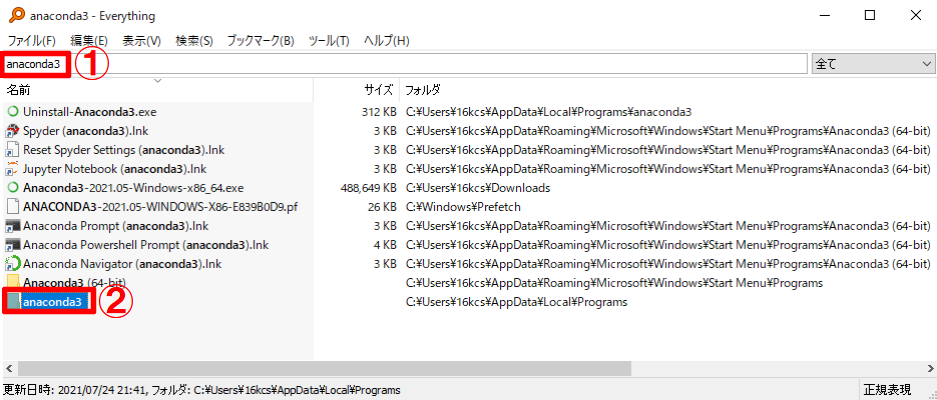 anaconda3 - Everything
ファイル(F) 編集(E) 表示(V) 検索(S) ブックマーク(B) ツール(T) ヘルプ(H)
anaconda3 ① 全て
名前 サイズ フォルダ
Uninstall-Anaconda3.exe 312 KB C:¥Users¥16kcs¥AppData¥Local¥Programs¥anaconda3
Spyder (anaconda3).lnk 3 KB C:¥Users¥16kcs¥AppData¥Roaming¥Microsoft¥Windows¥Start Menu¥Programs¥Anaconda3 (64-bit)
Reset Spyder Settings (anaconda3).lnk 3 KB C:¥Users¥16kcs¥AppData¥Roaming¥Microsoft¥Windows¥Start Menu¥Programs¥Anaconda3 (64-bit)
Jupyter Notebook (anaconda3).lnk 3 KB C:¥Users¥16kcs¥AppData¥Roaming¥Microsoft¥Windows¥Start Menu¥Programs¥Anaconda3 (64-bit)
Anaconda3-2021.05-Windows-x86_64.exe 488,649 KB C:¥Users¥16kcs¥Downloads
ANACONDA3-2021.05-WINDOWS-X86-E839B0D9.pf 26 KB C:¥Windows¥Prefetch
Anaconda Prompt (anaconda3).lnk 3 KB C:¥Users¥16kcs¥AppData¥Roaming¥Microsoft¥Windows¥Start Menu¥Programs¥Anaconda3 (64-bit)
Anaconda Powershell Prompt (anaconda3).lnk 4 KB C:¥Users¥16kcs¥AppData¥Roaming¥Microsoft¥Windows¥Start Menu¥Programs¥Anaconda3 (64-bit)
Anaconda Navigator (anaconda3).lnk 3 KB C:¥Users¥16kcs¥AppData¥Roaming¥Microsoft¥Windows¥Start Menu¥Programs¥Anaconda3 (64-bit)
Anaconda3 (64-bit) C:¥Users¥16kcs¥AppData¥Roaming¥Microsoft¥Windows¥Start Menu¥Programs
anaconda3 ② C:¥Users¥16kcs¥AppData¥Local¥Programs
更新日時: 2021/07/24 21:41, フォルダ: C:¥Users¥16kcs¥AppData¥Local¥Programs 正規表現